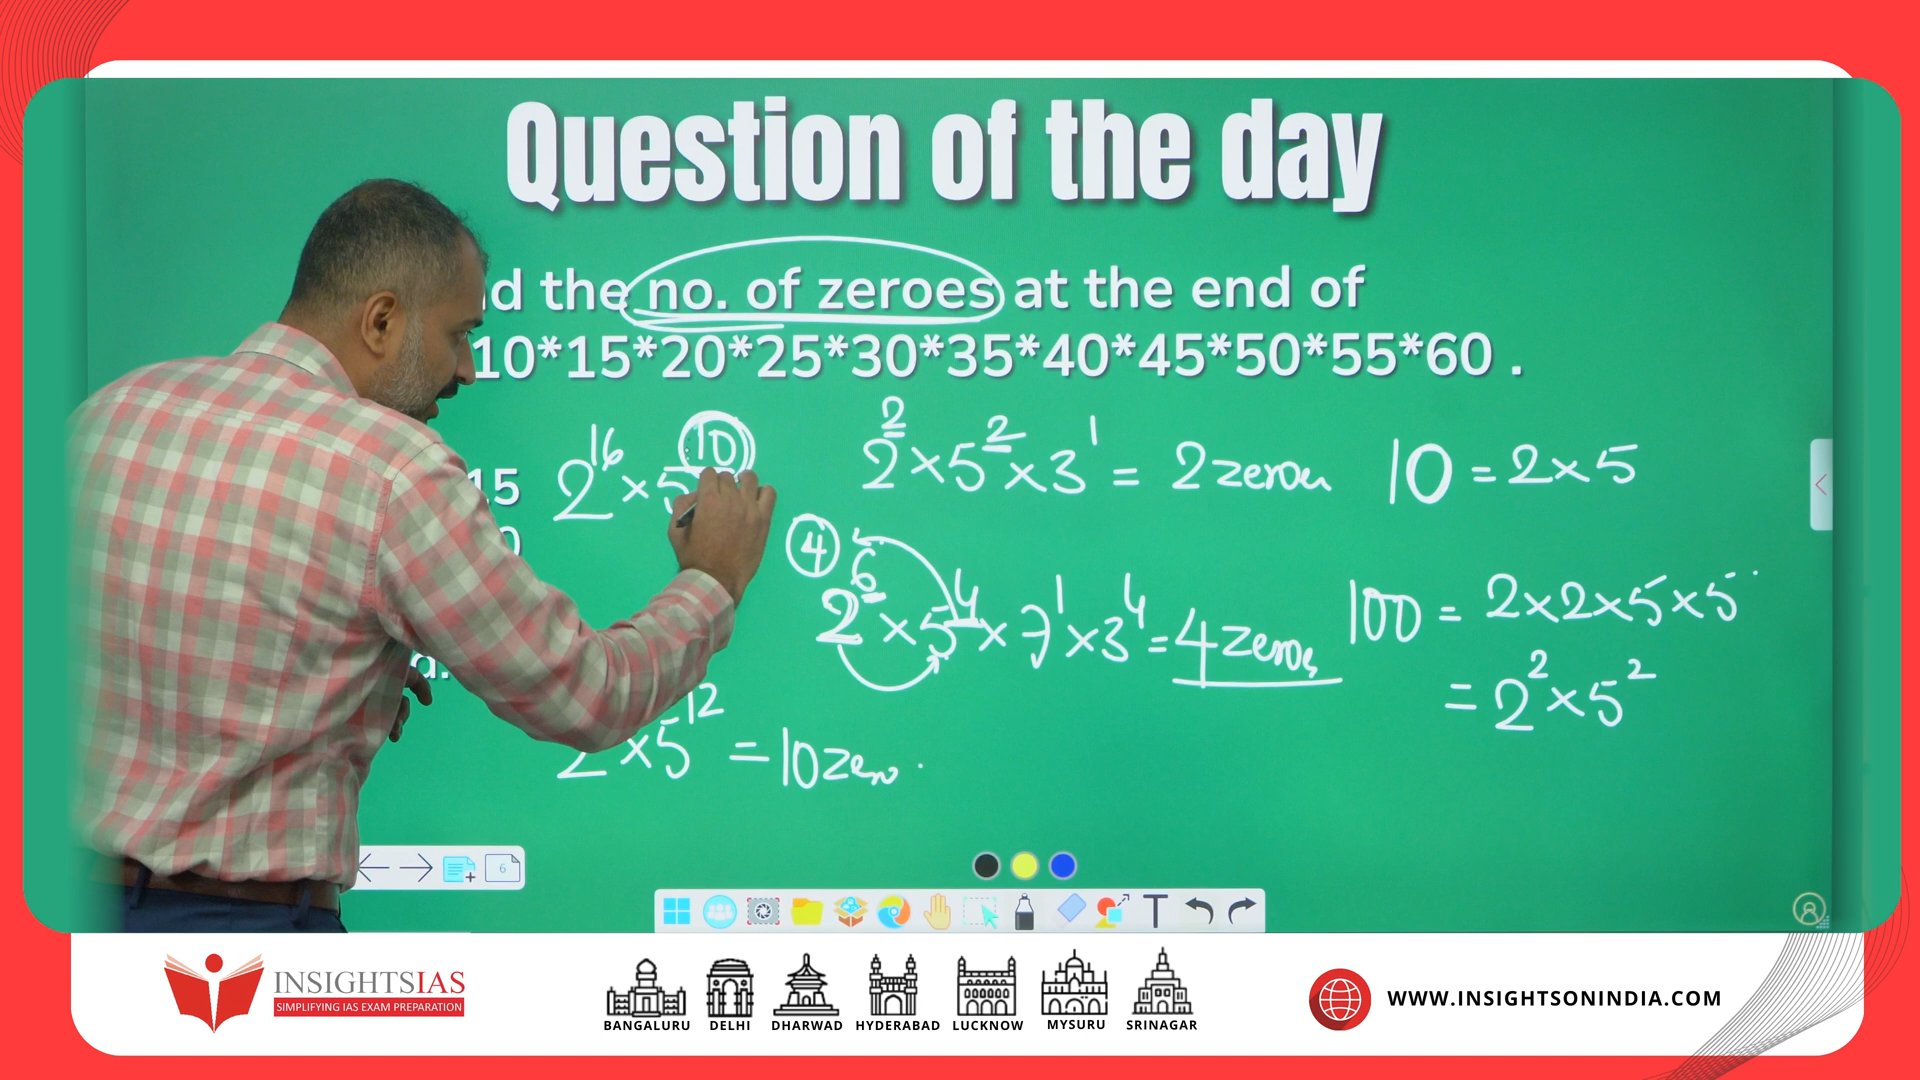 Question of the day
d the no. of zeroes at the end of
10*15*20*25*30*35*40*45*50*55*60 .
15
0
d.
2^16 × 5^10
2^2 × 5^2 × 3^1 = 2 zeroes
10 = 2 × 5
4
2^6 × 5^4 × 7^1 × 3^4 = 4 zeroes
100 = 2×2×5×5
= 2^2 × 5^2
2 × 5^12 = 10 zero.
6
T
INSIGHTSIAS
SIMPLIFYING IAS EXAM PREPARATION
BANGALURU DELHI DHARWAD HYDERABAD LUCKNOW MYSURU SRINAGAR
WWW.INSIGHTSONINDIA.COM